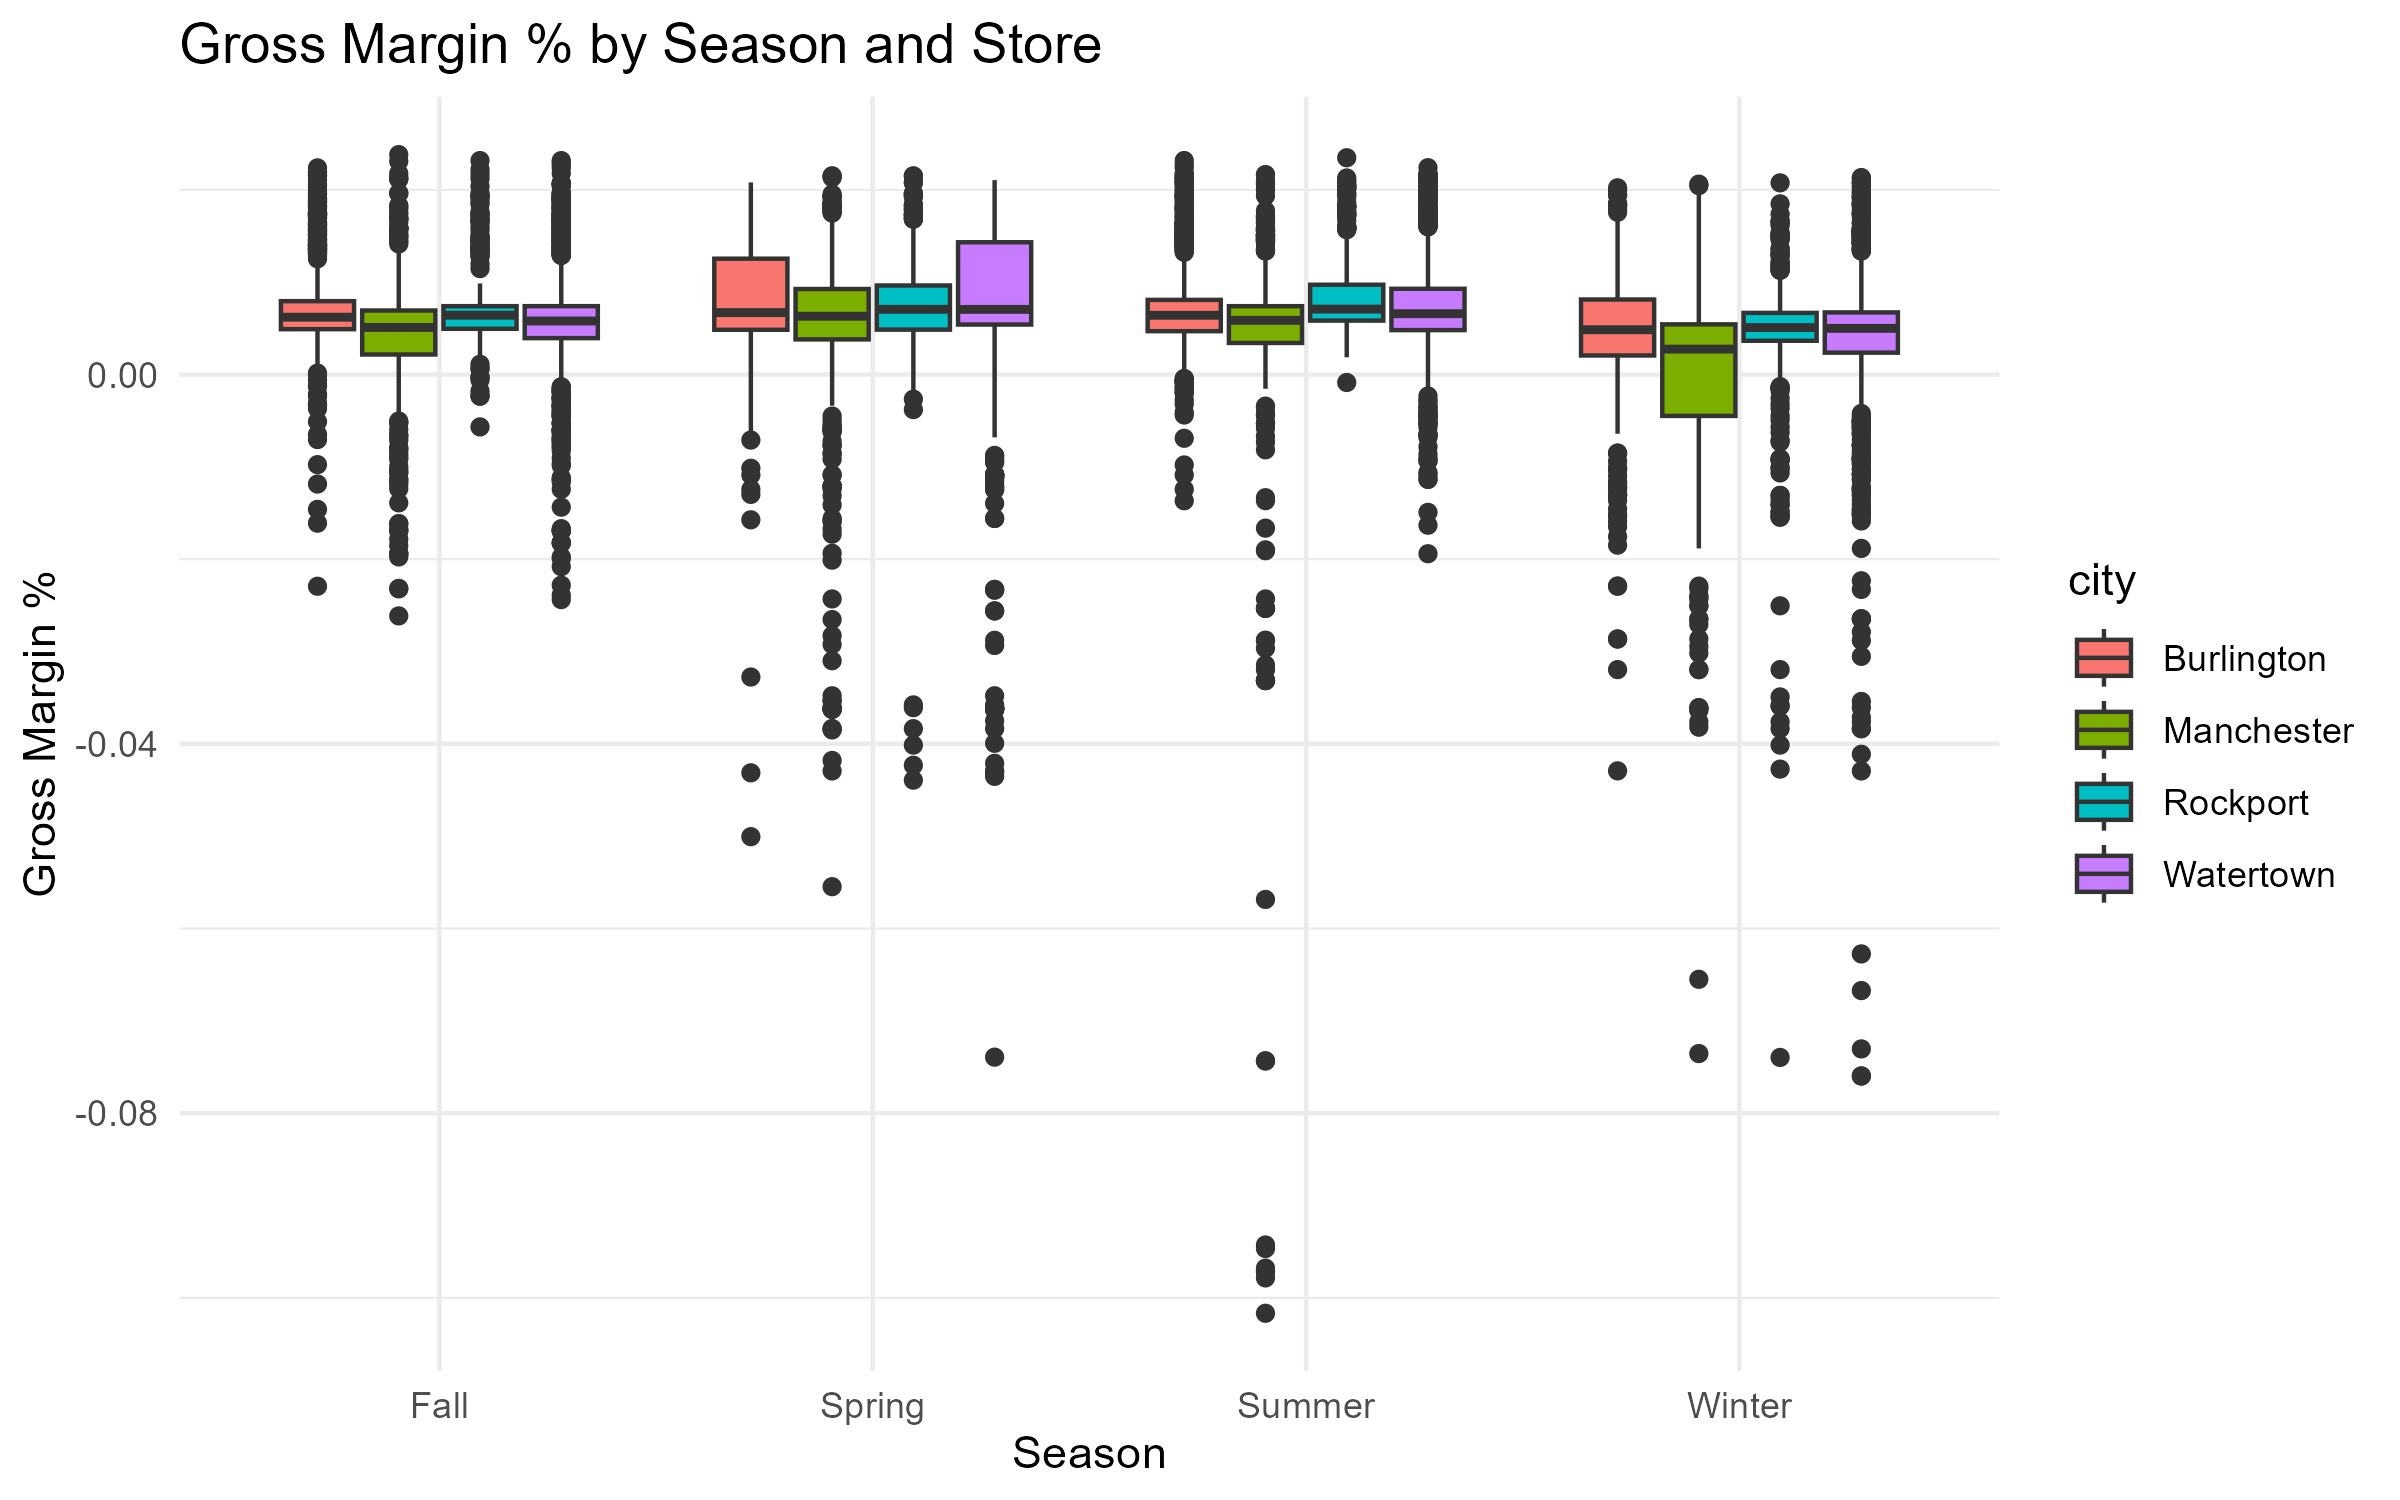 Gross Margin % by Season and Store
Gross Margin %
0.00
-0.04
-0.08
Fall
Spring
Summer
Winter
Season
city
Burlington
Manchester
Rockport
Watertown